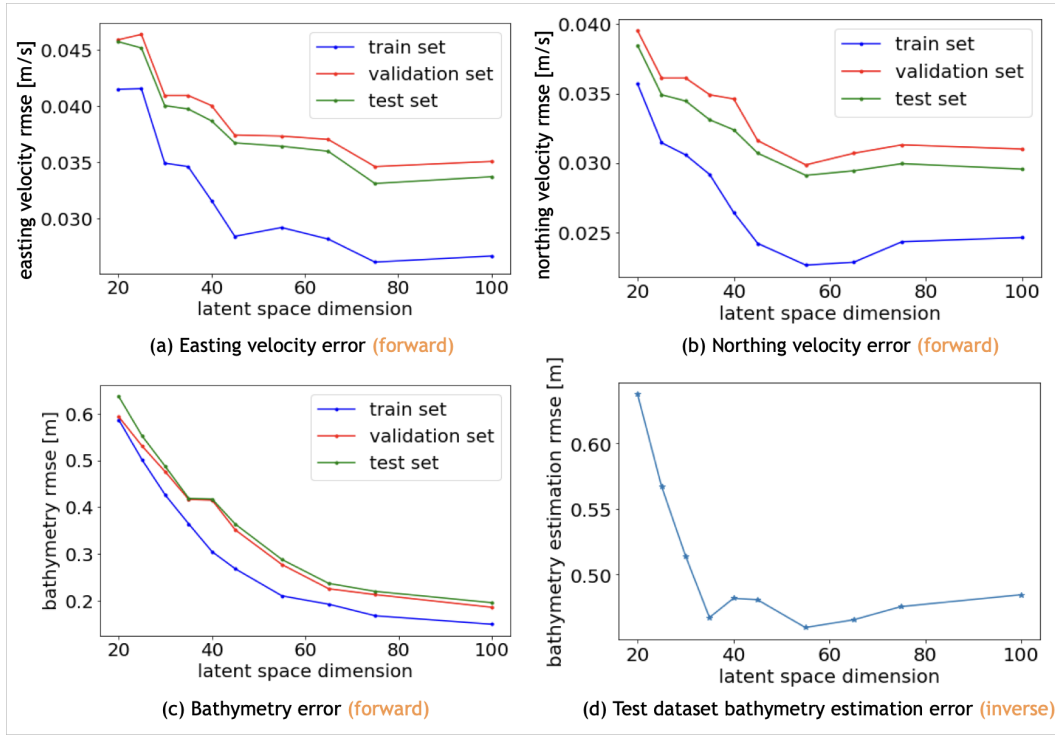 easting velocity rmse [m/s]
0.045
0.040
0.035
0.030
train set
validation set
test set
20 40 60 80 100
latent space dimension
(a) Easting velocity error (forward)
northing velocity rmse [m/s]
0.040
0.035
0.030
0.025
train set
validation set
test set
20 40 60 80 100
latent space dimension
(b) Northing velocity error (forward)
bathymetry rmse [m]
0.6
0.5
0.4
0.3
0.2
train set
validation set
test set
20 40 60 80 100
latent space dimension
(c) Bathymetry error (forward)
bathymetry estimation rmse [m]
0.60
0.55
0.50
20 40 60 80 100
latent space dimension
(d) Test dataset bathymetry estimation error (inverse)